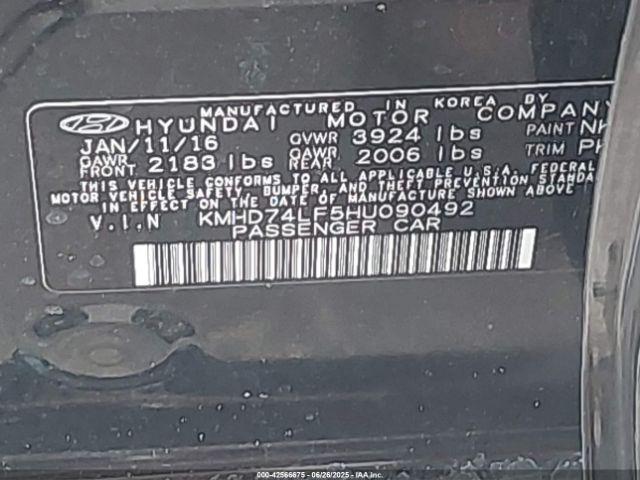 MANUFACTURED IN KOREA BY
HYUNDAI MOTOR COMPANY
JAN/11/16 GVWR 3924 lbs PAINT NH
GAWR FRONT 2183 lbs GAWR REAR 2006 lbs TRIM
THIS VEHICLE CONFORMS TO ALL APPLICABLE U.S.A. FEDERAL
MOTOR VEHICLE SAFETY, BUMPER, AND THEFT PREVENTION STANDA
IN EFFECT ON THE DATE OF MANUFACTURE SHOWN ABOVE
V.I.N KMHD74LF5HU090492
PASSENGER CAR
000-42566675 06/26/2025 IAA Inc.